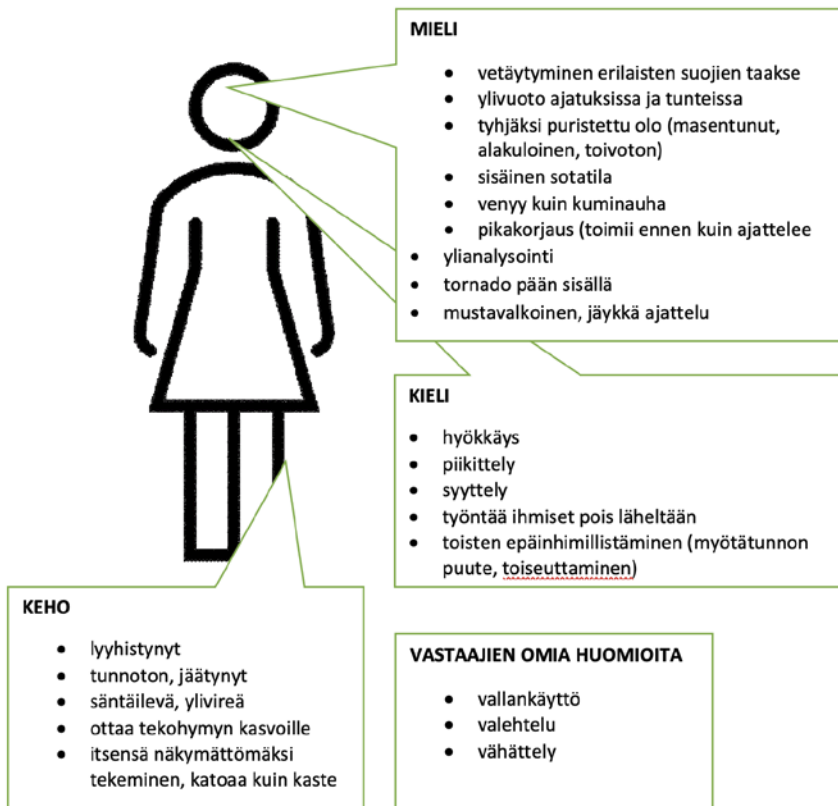 MIELI
• vetäytyminen erilaisten suojien taakse
• ylivuoto ajatuksissa ja tunteissa
• tyhjäksi puristettu olo (masentunut,
alakuloinen, toivoton)
• sisäinen sotatila
• venyy kuin kuminauha
• pikakorjaus (toimii ennen kuin ajattelee
• ylianalysointi
• tornado pään sisällä
• mustavalkoinen, jäykkä ajattelu
KIELI
• hyökkäys
• piikittely
• syyttely
• työntää ihmiset pois läheltään
• toisten epäinhimillistäminen (myötätunnon
puute, toiseuttaminen)
KEHO
• lyyhistynyt
• tunnoton, jäätynyt
• säntäilevä, ylivireä
• ottaa tekohymyn kasvoille
• itsensä näkymättömäksi
tekeminen, katoaa kuin kaste
VASTAAJIEN OMIA HUOMIOITA
• vallankäyttö
• valehtelu
• vähättely